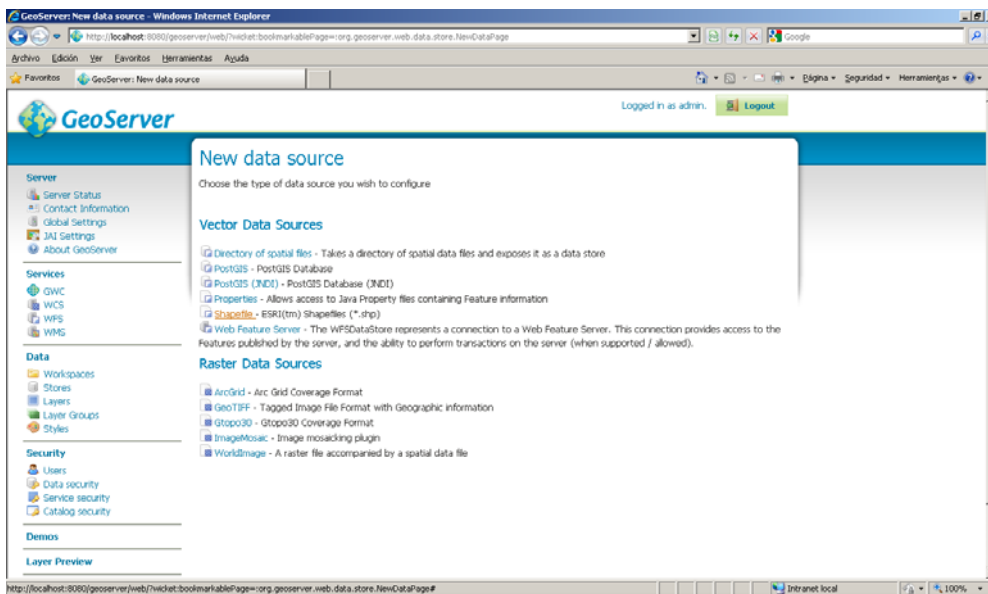 GeoServer: New data source - Windows Internet Explorer
http://localhost:8080/geoserver/web/?wicket:bookmarkablePage=:org.geoserver.web.data.store.NewDataPage
Google
Archivo Edición Ver Favoritos Herramientas Ayuda
Favoritos GeoServer: New data source Página Seguridad Herramientas
GeoServer
Logged in as admin. Logout
New data source
Choose the type of data source you wish to configure
Server
Server Status
Contact Information
Global Settings
JAI Settings
About GeoServer
Services
GWC
WCS
WFS
WMS
Data
Workspaces
Stores
Layers
Layer Groups
Styles
Security
Users
Data security
Service security
Catalog security
Demos
Layer Preview
Vector Data Sources
Directory of spatial files - Takes a directory of spatial data files and exposes it as a data store
PostGIS - PostGIS Database
PostGIS (JNDI) - PostGIS Database (JNDI)
Properties - Allows access to Java Property files containing Feature information
Shapefile - ESRI(tm) Shapefiles (*.shp)
Web Feature Server - The WFSDataStore represents a connection to a Web Feature Server. This connection provides access to the
Features published by the server, and the ability to perform transactions on the server (when supported / allowed).
Raster Data Sources
ArcGrid - Arc Grid Coverage Format
GeoTIFF - Tagged Image File Format with Geographic information
Gtopo30 - Gtopo30 Coverage Format
ImageMosaic - Image mosaicking plugin
WorldImage - A raster file accompanied by a spatial data file
http://localhost:8080/geoserver/web/?wicket:bookmarkablePage=:org.geoserver.web.data.store.NewDataPage#
Intranet local
100%